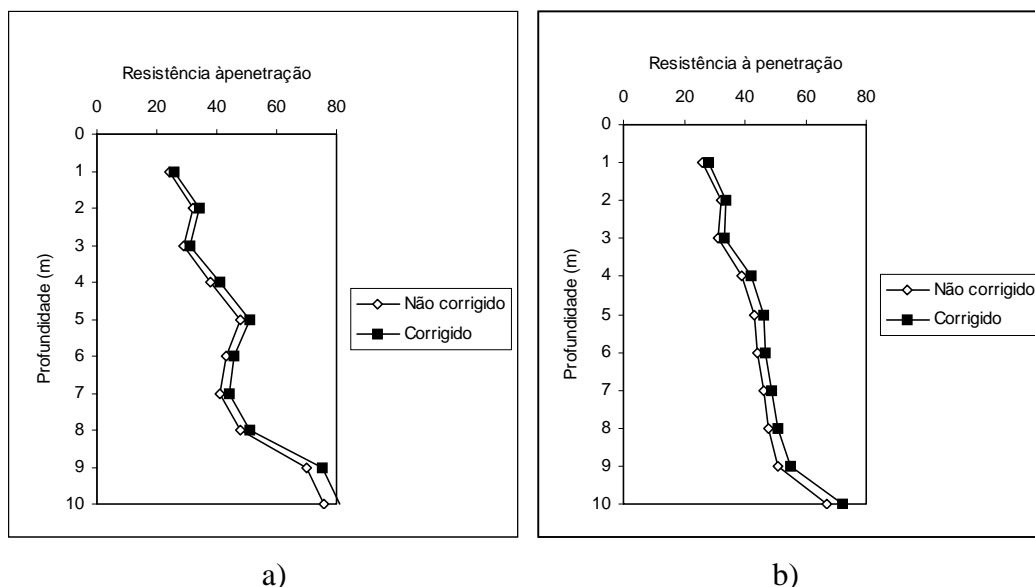 Resistência àpenetração
0 20 40 60 80
0
1
2
3
4
5
6
7
8
9
10
Profundidade (m)
Não corrigido
Corrigido
a)
Resistência à penetração
0 20 40 60 80
0
1
2
3
4
5
6
7
8
9
10
Profundidade (m)
Não corrigido
Corrigido
b)